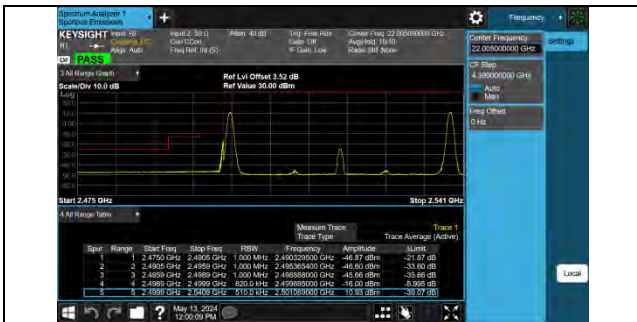 Spectrum Analyzer 1
Spurious Emissions
Frequency
KEYSIGHT Input: RF
Coupling: DC
Align: Auto
Input Z: 50 Ω
Corr CCorr
Freq Ref: Int (S)
Atten: 40 dB
Trig: Free Run
Gate: Off
IF Gain: Low
Center Freq: 22.005000000 GHz
Avg|Hold: 10/10
Radio Std: None
PASS
Center Frequency
22.005000000 GHz
Settings
CF Step
4.399000000 GHz
Auto
Man
Freq Offset
0 Hz
3 All Range Graph
Scale/Div 10.0 dB
Ref Lvl Offset 3.52 dB
Ref Value 30.00 dBm
Log
Start 2.475 GHz
Stop 2.541 GHz
4 All Range Table
Measure Trace Trace 1
Trace Type Trace Average (Active)
Spur Range Start Freq Stop Freq RBW Frequency Amplitude ΔLimit
1 1 2.4750 GHz 2.4905 GHz 1.000 MHz 2.490329500 GHz -46.87 dBm -21.87 dB
2 2 2.4905 GHz 2.4959 GHz 1.000 MHz 2.495365400 GHz -46.60 dBm -33.60 dB
3 3 2.4959 GHz 2.4989 GHz 1.000 MHz 2.498888000 GHz -45.66 dBm -35.66 dB
4 4 2.4989 GHz 2.4999 GHz 820.0 kHz 2.499895000 GHz -16.00 dBm -5.995 dB
5 5 2.4999 GHz 2.5409 GHz 510.0 kHz 2.501089000 GHz 10.93 dBm -39.07 dB
Local
May 13, 2024
12:00:09 PM